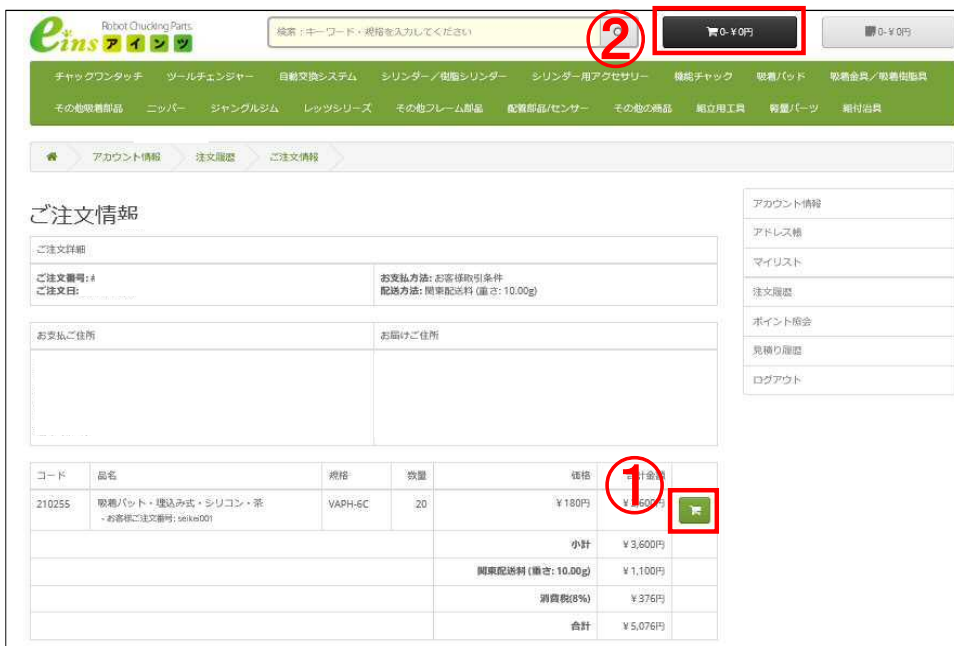 Robot Chucking Parts.
eins アインツ
検索：キーワード・規格を入力してください
②
0-¥0円
0-¥0円
チャックワンタッチ ツールチェンジャー 自動交換システム シリンダー／樹脂シリンダー シリンダー用アクセサリー 機能チャック 吸着パッド 吸着金具／吸着樹脂具
その他吸着部品 ニッパー ジャングルジム レッツシリーズ その他フレーム部品 配管部品/センサー その他の商品 組立用工具 軽量パーツ 組付治具
アカウント情報 注文履歴 ご注文情報
ご注文情報
ご注文詳細
ご注文番号: #
ご注文日:
お支払方法: お客様取引条件
配送方法: 関東配送料 (重さ: 10.00g)
お支払ご住所 お届けご住所
アカウント情報
アドレス帳
マイリスト
注文履歴
ポイント照会
見積り履歴
ログアウト
①
コード 品名 規格 数量 価格 合計金額
210255 吸着パット・埋込み式・シリコン・茶 VAPH-6C 20 ¥180円 ¥3,600円
- お客様ご注文番号: seikei001
小計 ¥3,600円
関東配送料 (重さ: 10.00g) ¥1,100円
消費税(8%) ¥376円
合計 ¥5,076円